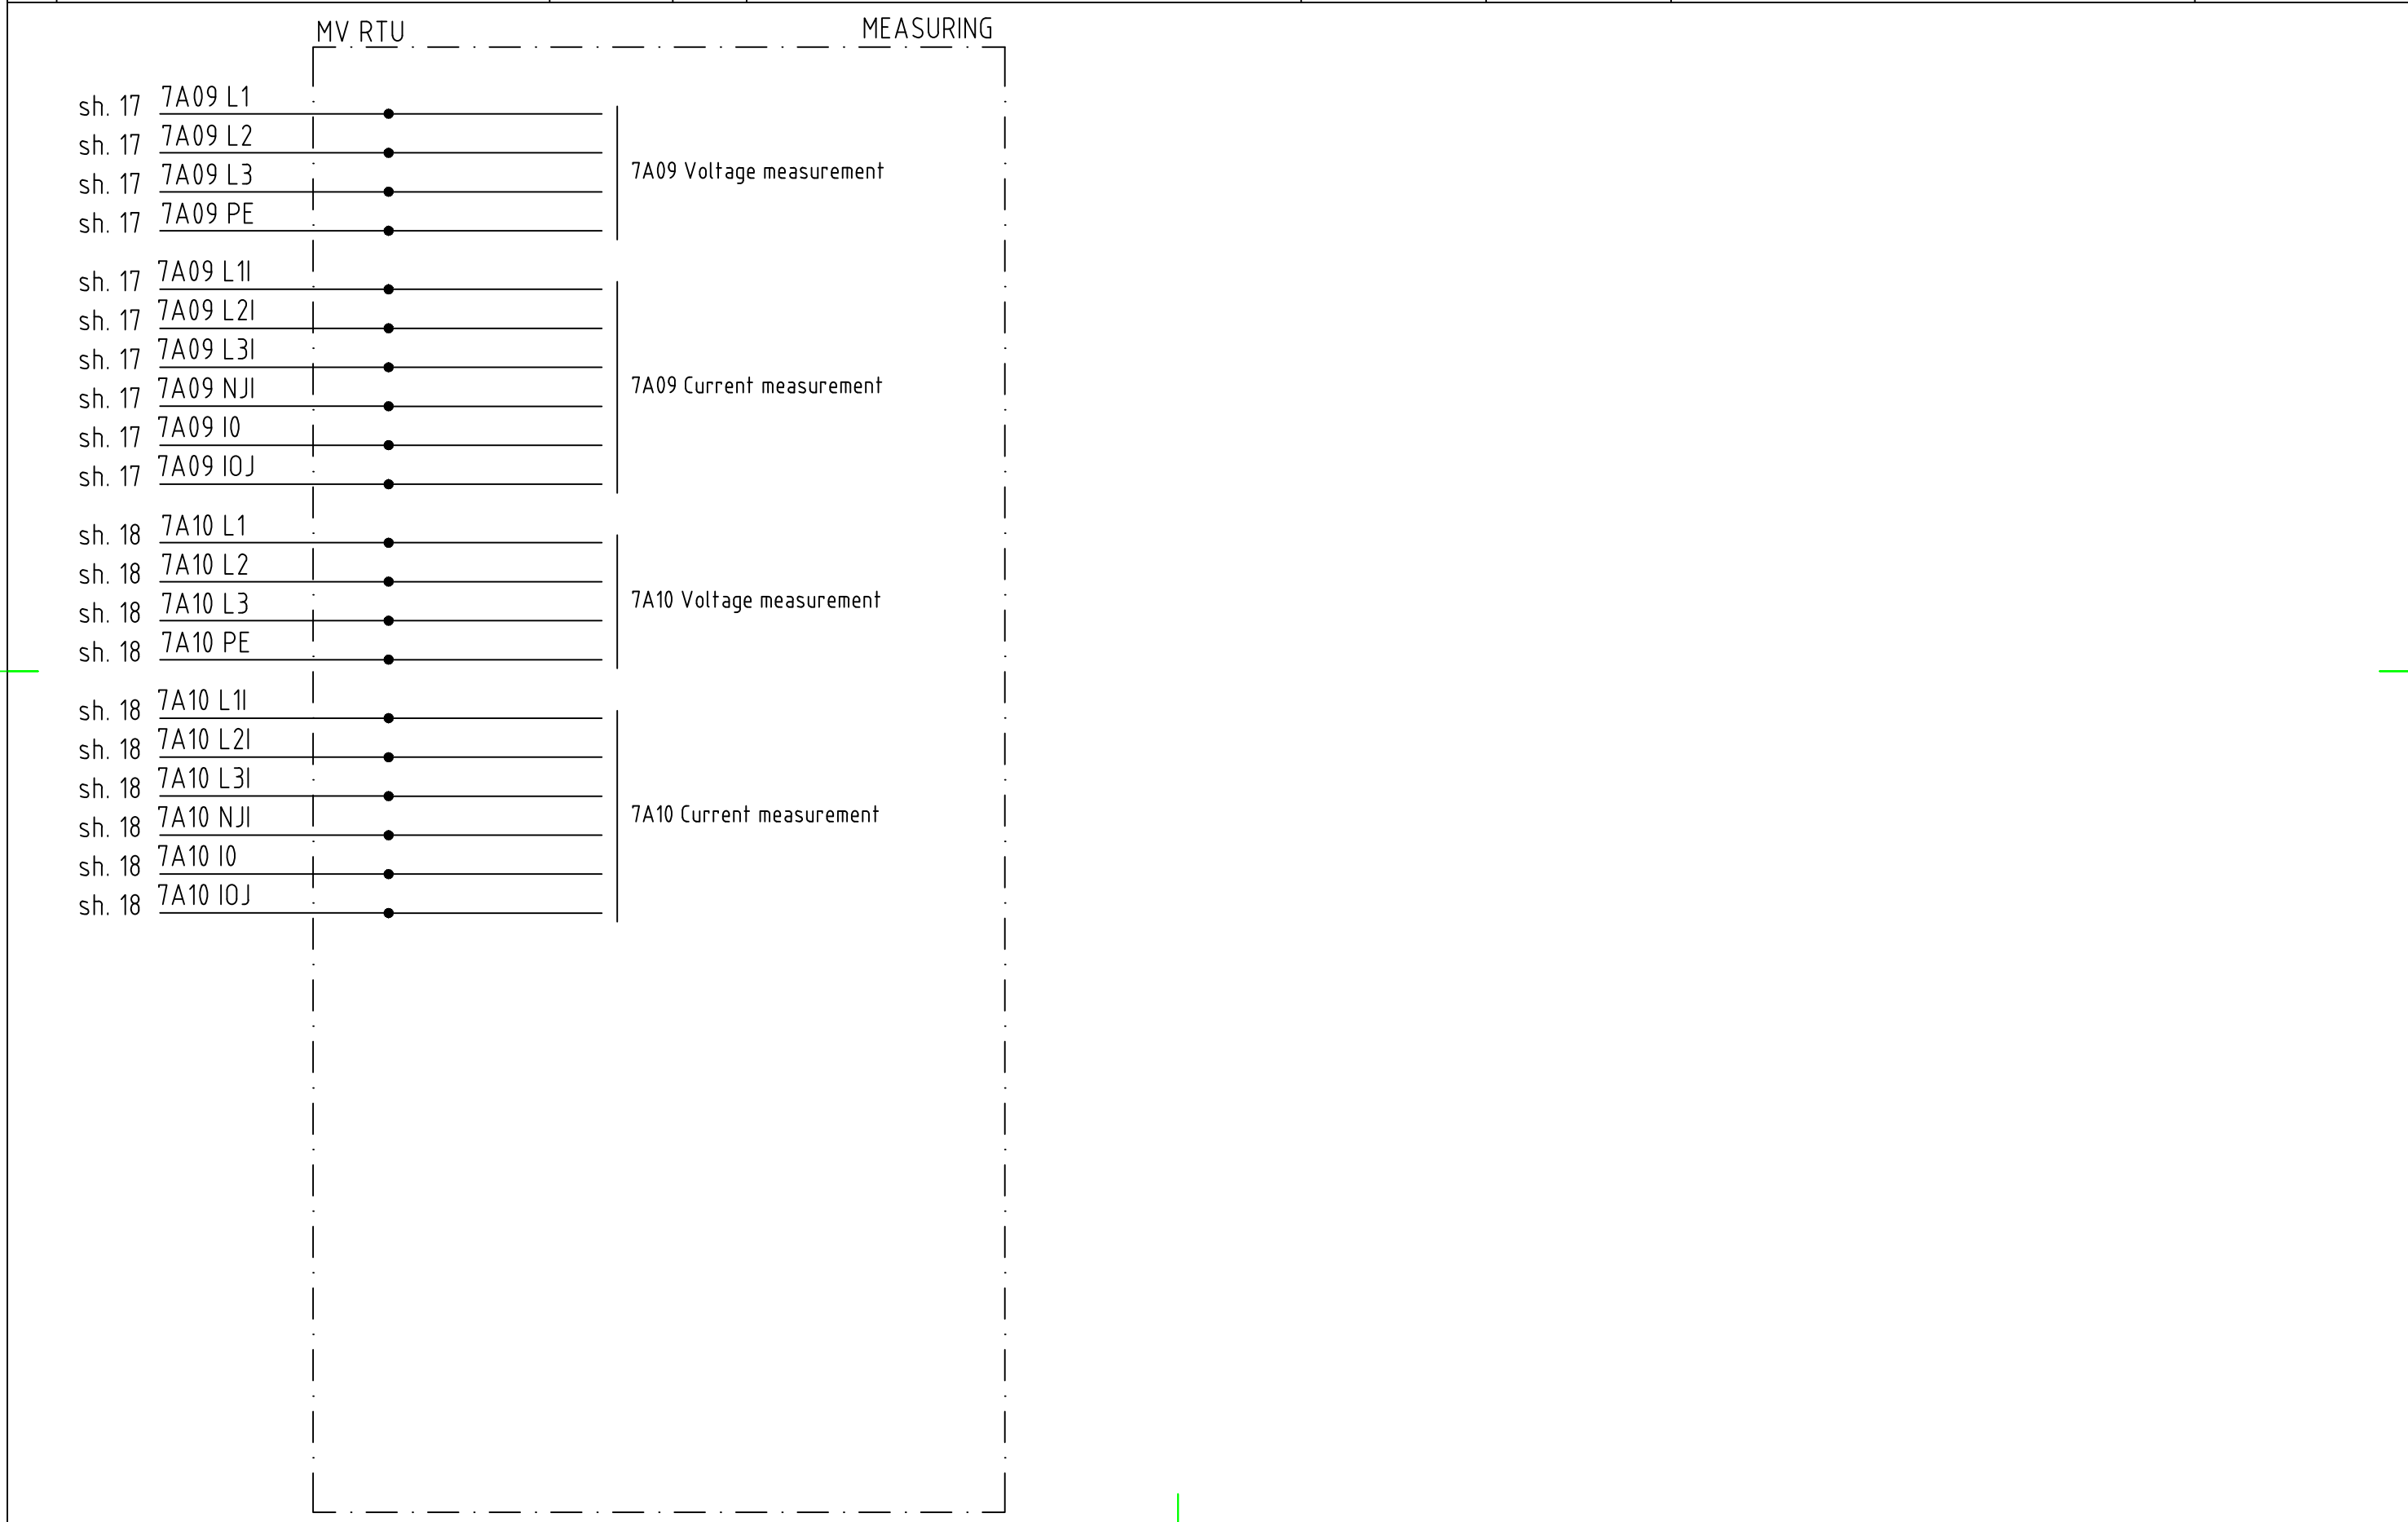 MV RTU MEASURING
sh. 17 7A09 L1
sh. 17 7A09 L2
sh. 17 7A09 L3
sh. 17 7A09 PE
7A09 Voltage measurement
sh. 17 7A09 L1I
sh. 17 7A09 L2I
sh. 17 7A09 L3I
sh. 17 7A09 NJI
sh. 17 7A09 I0
sh. 17 7A09 IOJ
7A09 Current measurement
sh. 18 7A10 L1
sh. 18 7A10 L2
sh. 18 7A10 L3
sh. 18 7A10 PE
7A10 Voltage measurement
sh. 18 7A10 L1I
sh. 18 7A10 L2I
sh. 18 7A10 L3I
sh. 18 7A10 NJI
sh. 18 7A10 I0
sh. 18 7A10 IOJ
7A10 Current measurement